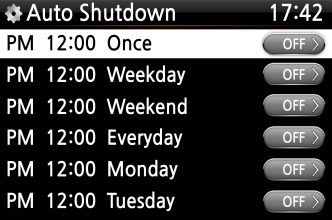 Auto Shutdown 17:42
PM 12:00 Once OFF
PM 12:00 Weekday OFF
PM 12:00 Weekend OFF
PM 12:00 Everyday OFF
PM 12:00 Monday OFF
PM 12:00 Tuesday OFF